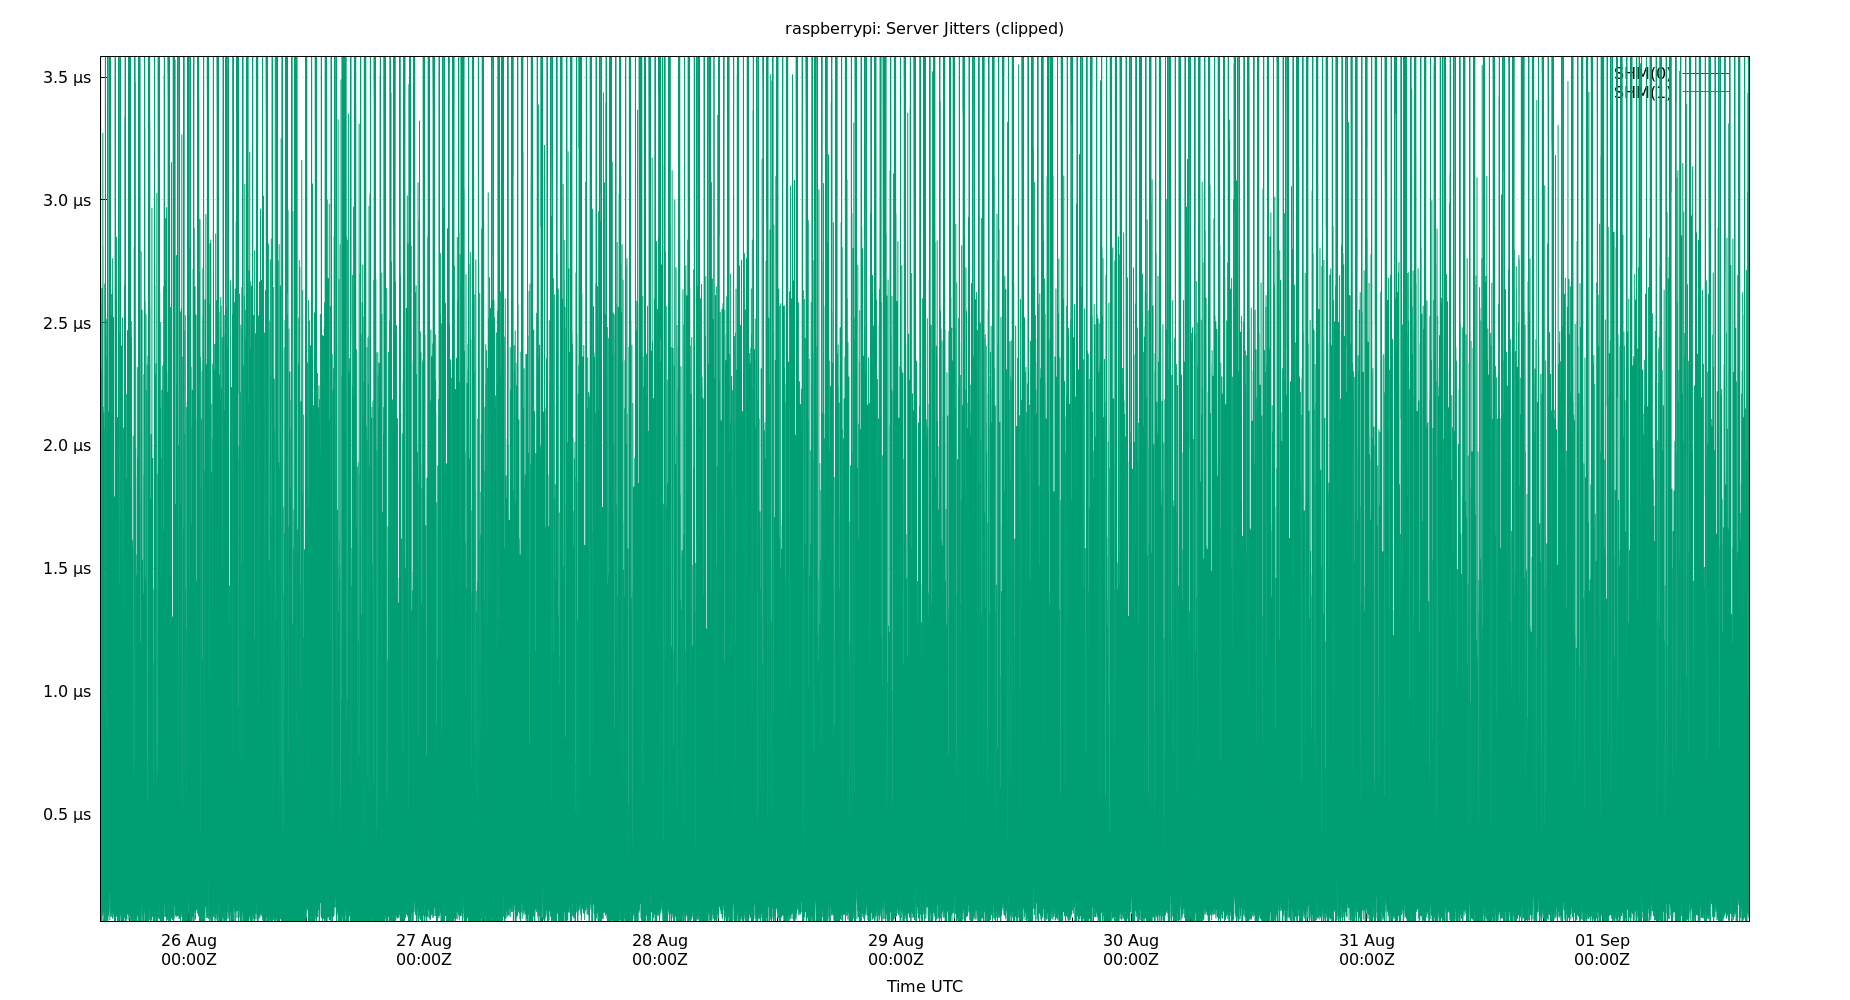 raspberrypi: Server Jitters (clipped)
SHM(0)
SHM(1)
3.5 µs
3.0 µs
2.5 µs
2.0 µs
1.5 µs
1.0 µs
0.5 µs
26 Aug 27 Aug 28 Aug 29 Aug 30 Aug 31 Aug 01 Sep
00:00Z 00:00Z 00:00Z 00:00Z 00:00Z 00:00Z 00:00Z
Time UTC